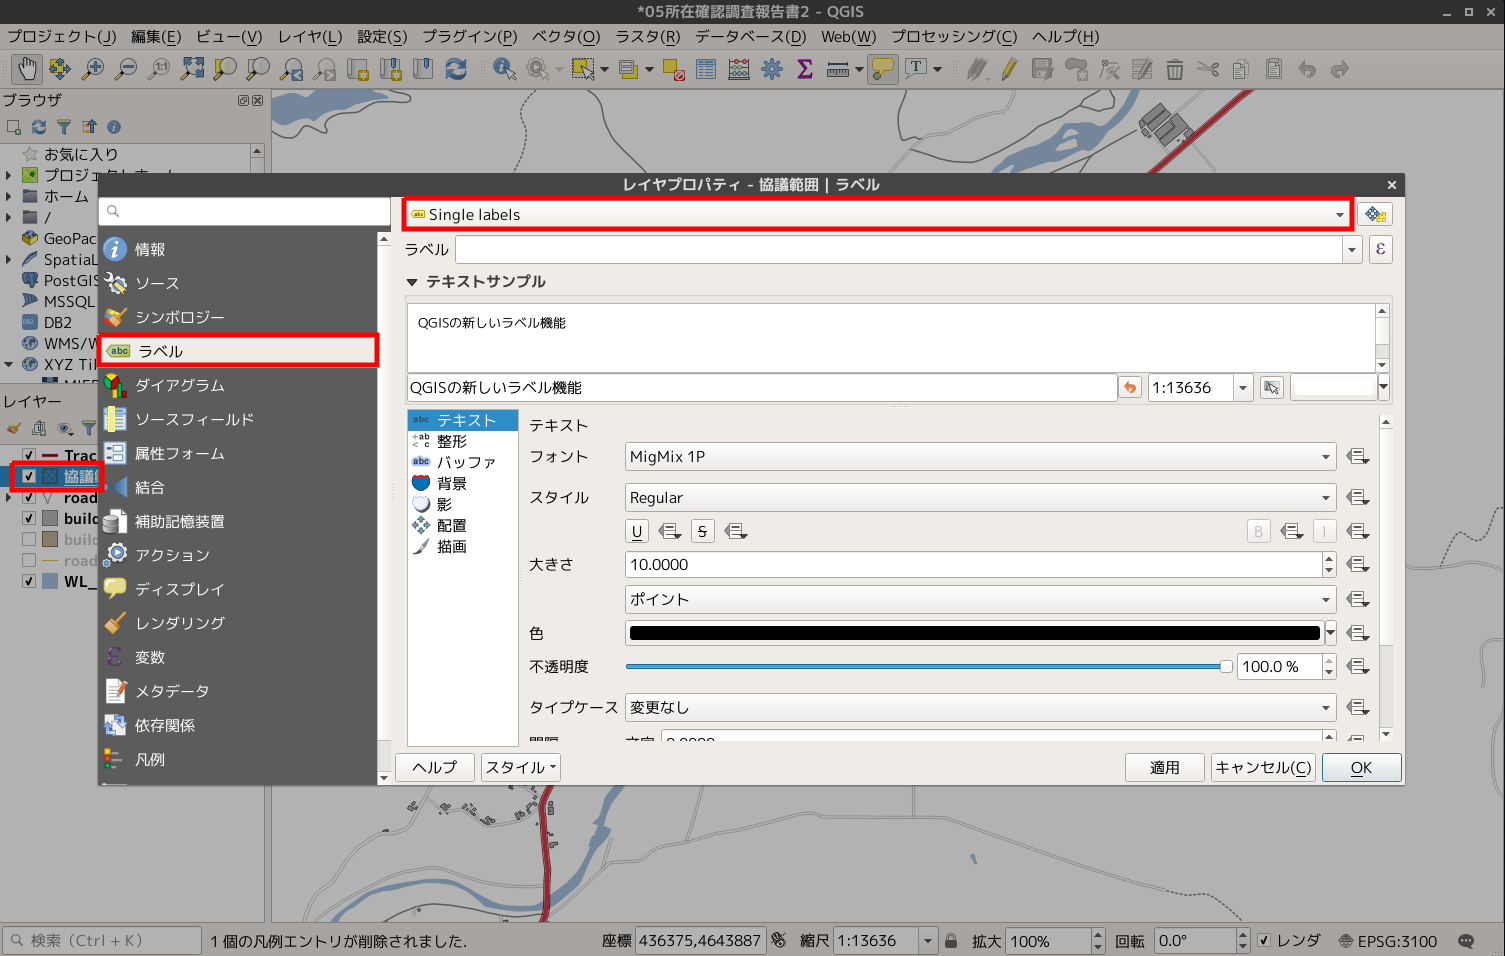 *05所在確認調査報告書2 - QGIS
プロジェクト(J) 編集(E) ビュー(V) レイヤ(L) 設定(S) プラグイン(P) ベクタ(O) ラスタ(R) データベース(D) Web(W) プロセッシング(C) ヘルプ(H)
ブラウザ
お気に入り
プロジェクトホーム
ホーム
/
GeoPac
SpatiaL
PostGIS
MSSQL
DB2
WMS/W
XYZ Til
レイヤー
Trac
協議範
road
build
build
road
WL_
レイヤプロパティ - 協議範囲 | ラベル
情報
ソース
シンボロジー
abc ラベル
ダイアグラム
ソースフィールド
属性フォーム
結合
補助記憶装置
アクション
ディスプレイ
レンダリング
変数
メタデータ
依存関係
凡例
abc Single labels
ラベル ε
テキストサンプル
QGISの新しいラベル機能
QGISの新しいラベル機能 1:13636
abc テキスト
+ab < c 整形
abc バッファ
背景
影
配置
描画
テキスト
フォント MigMix 1P
スタイル Regular
U S B I
大きさ 10.0000
ポイント
色
不透明度 100.0 %
タイプケース 変更なし
間隔 文字 0.0000
ヘルプ スタイル 適用 キャンセル(C) OK
検索 (Ctrl + K) 1 個の凡例エントリが削除されました. 座標 436375,4643887 縮尺 1:13636 拡大 100% 回転 0.0° レンダ EPSG:3100